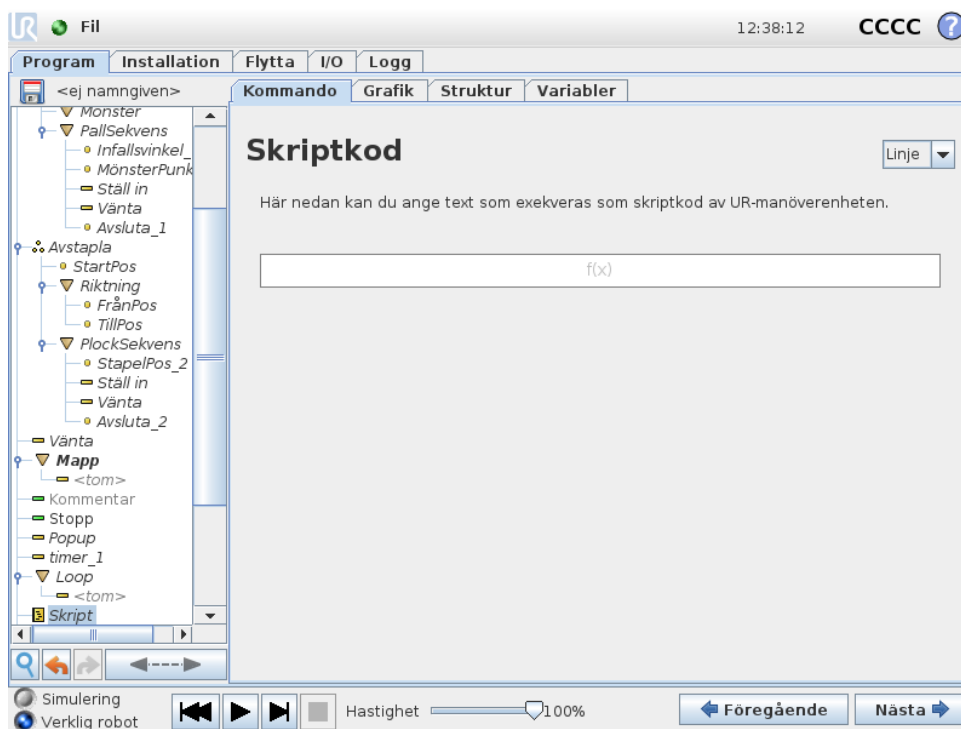 UR Fil 12:38:12 CCCC ?
Program Installation Flytta I/O Logg
<ej namngiven> Kommando Grafik Struktur Variabler
Mönster
PallSekvens
Infallsvinkel_
MönsterPunk
Ställ in
Vänta
Avsluta_1
Avstapla
StartPos
Riktning
FrånPos
TillPos
PlockSekvens
StapelPos_2
Ställ in
Vänta
Avsluta_2
Vänta
Mapp
<tom>
Kommentar
Stopp
Popup
timer_1
Loop
<tom>
Skript
Skriptkod
Linje
Här nedan kan du ange text som exekveras som skriptkod av UR-manöverenheten.
f(x)
Simulering
Verklig robot
Hastighet 100%
Föregående Nästa